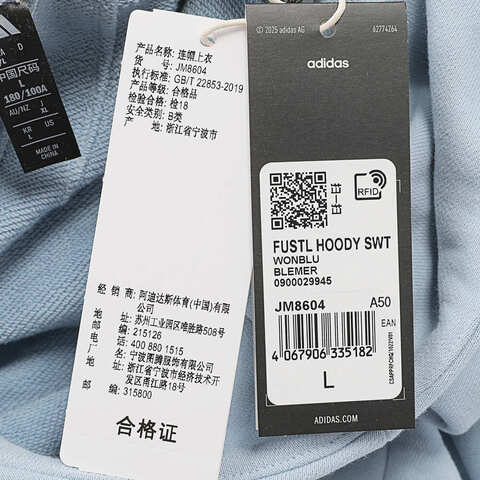 A D
/L
中国尺码
L
180/100A
AU/NZ J
L XL
KR US
L L
MADE IN
CHINA
产品名称：连帽上衣
货 号：JM8604
执行标准：GB/T 22853-2019
产品等级：合格品
检验合格：检18
安全类别：B类
产 地：浙江省宁波市
经 销 商：阿迪达斯体育(中国)有限
公司
地 址：苏州工业园区唯胜路508号
邮 编：215126
电 话：400 880 1515
制 造 商：宁波图腾服饰有限公司
地 址：浙江省宁波市经济技术开
发区甬江路18号
邮 编：315800
合格证
© 2025 adidas AG
62774Z64
adidas
RFID
FUSTL HOODY SWT
WONBLU
BLEMER
0900029945
JM8604 A50
EAN
4 067906 335182
L
ADIDAS.COM